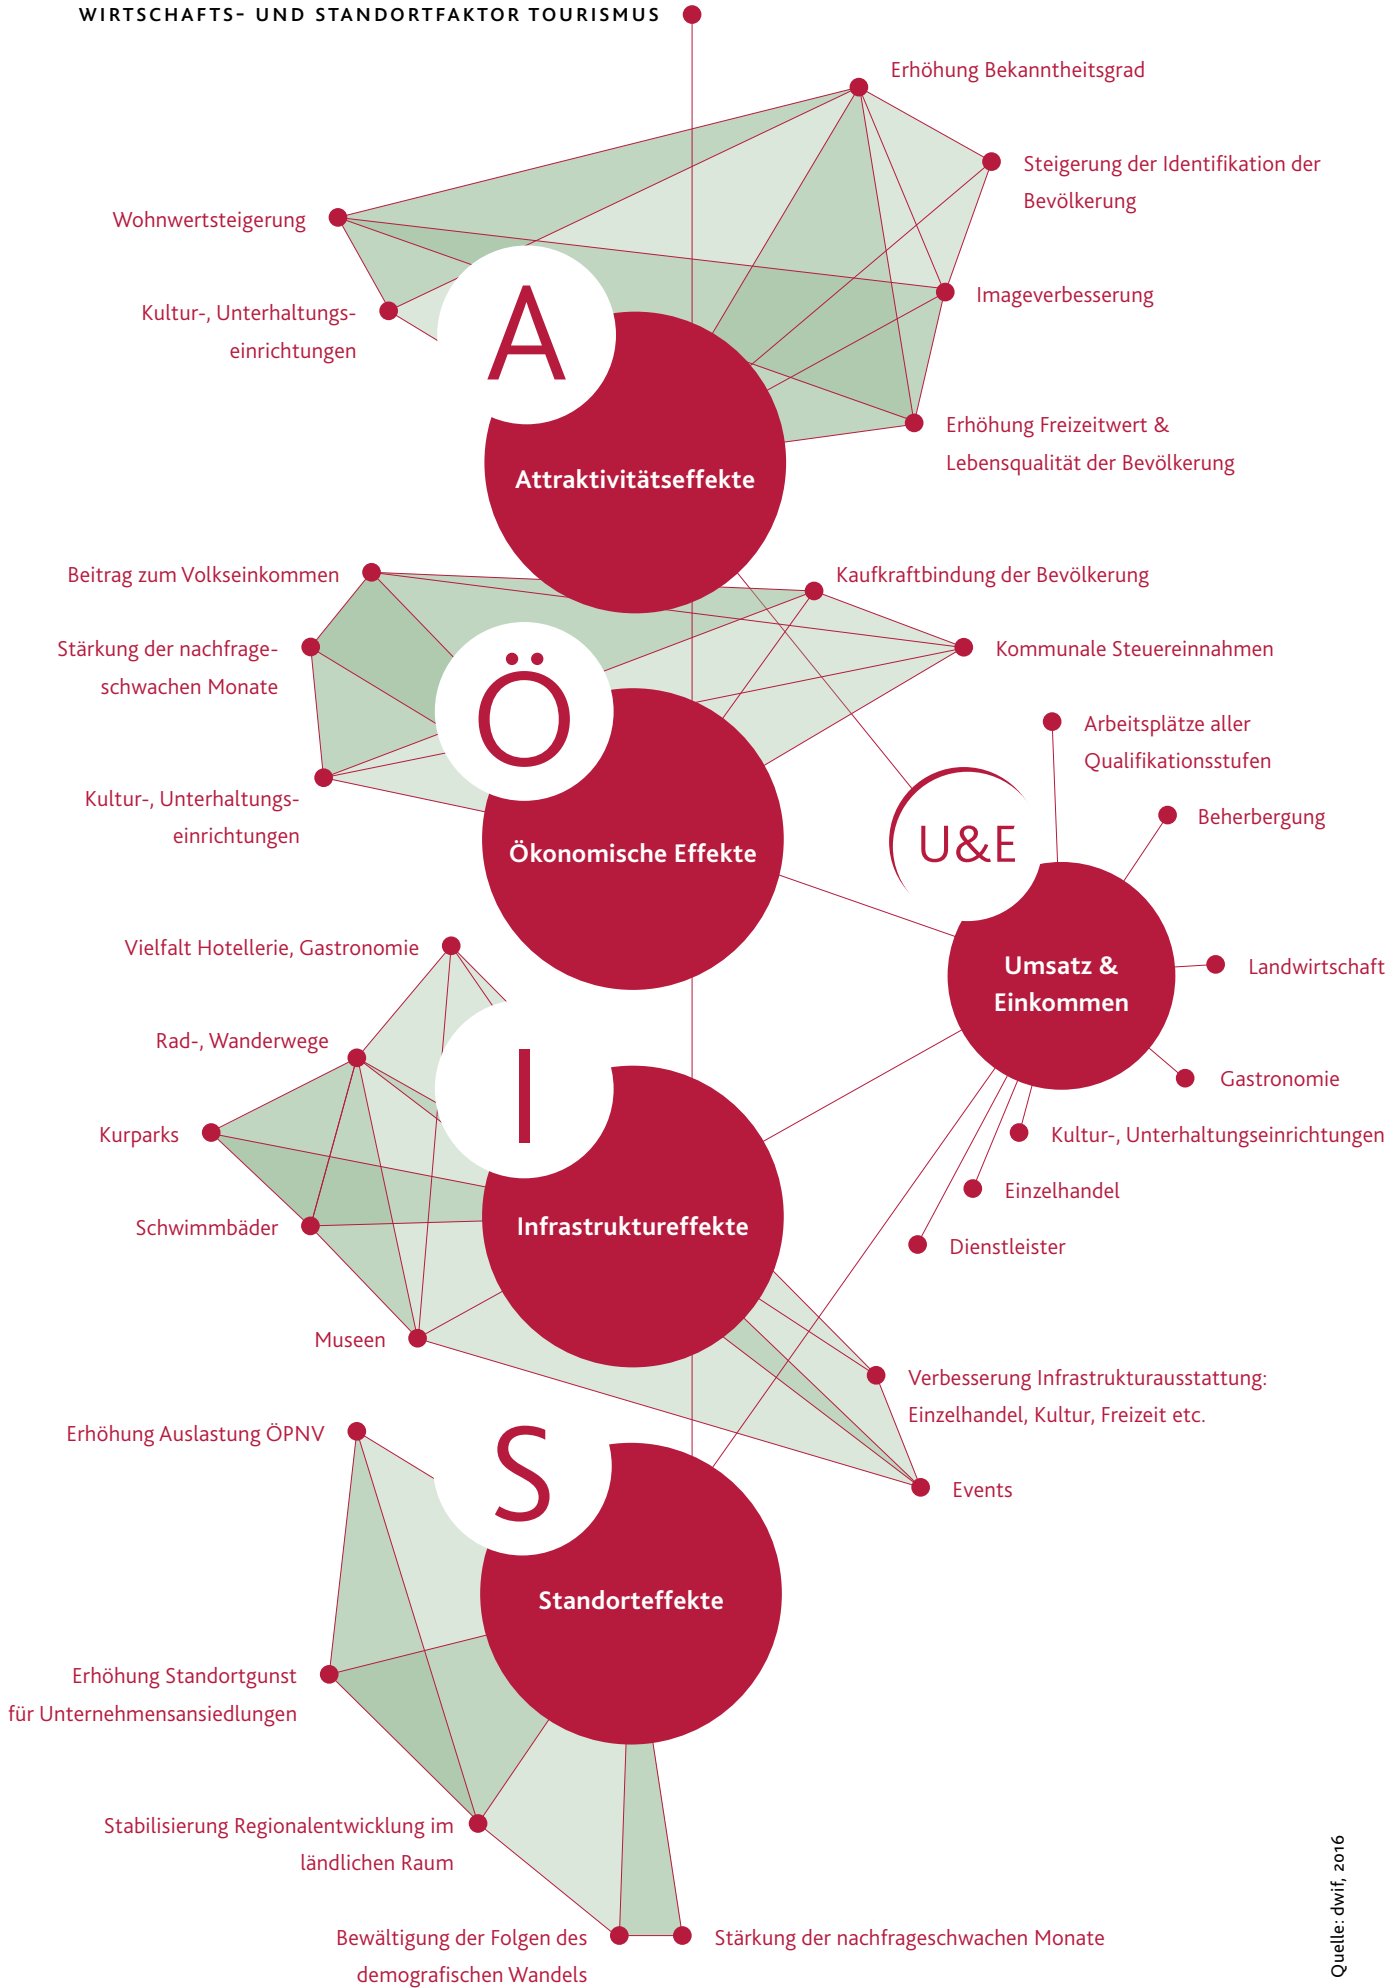 WIRTSCHAFTS- UND STANDORTFAKTOR TOURISMUS
Erhöhung Bekanntheitsgrad
Steigerung der Identifikation der
Bevölkerung
Wohnwertsteigerung
Imageverbesserung
Kultur-, Unterhaltungs-
einrichtungen
A
Erhöhung Freizeitwert &
Lebensqualität der Bevölkerung
Attraktivitätseffekte
Beitrag zum Volkseinkommen
Kaufkraftbindung der Bevölkerung
Stärkung der nachfrage-
schwachen Monate
Kommunale Steuereinnahmen
Ö
Arbeitsplätze aller
Qualifikationsstufen
Kultur-, Unterhaltungs-
einrichtungen
Beherbergung
U&E
Ökonomische Effekte
Vielfalt Hotellerie, Gastronomie
Umsatz &
Einkommen
Landwirtschaft
Rad-, Wanderwege
I
Gastronomie
Kurparks
Kultur-, Unterhaltungseinrichtungen
Einzelhandel
Schwimmbäder
Infrastruktureffekte
Dienstleister
Museen
Verbesserung Infrastrukturausstattung:
Einzelhandel, Kultur, Freizeit etc.
Erhöhung Auslastung ÖPNV
S
Events
Standorteffekte
Erhöhung Standortgunst
für Unternehmensansiedlungen
Stabilisierung Regionalentwicklung im
ländlichen Raum
Bewältigung der Folgen des
demografischen Wandels
Stärkung der nachfrageschwachen Monate
Quelle: dwif, 2016